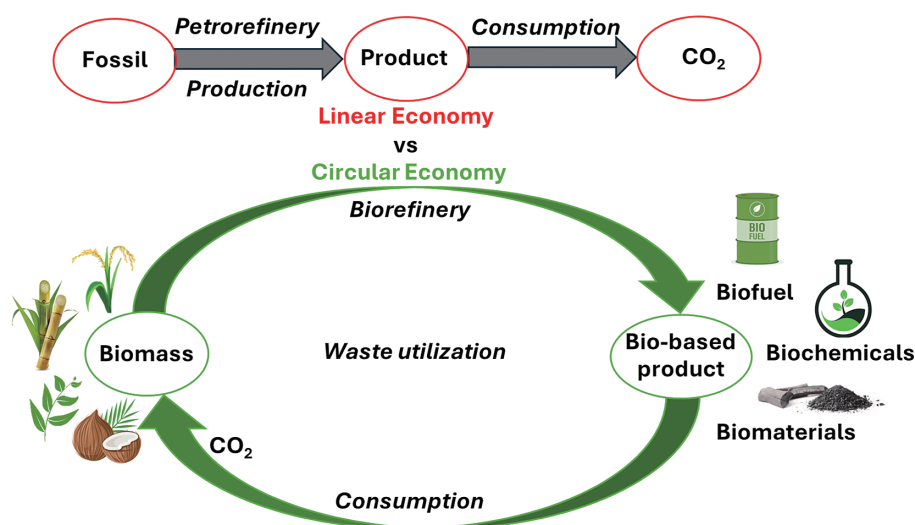 Petrorefinery
Consumption
Fossil
Product
CO₂
Production
Linear Economy
vs
Circular Economy
Biorefinery
BIO
FUEL
Biofuel
Biomass
Waste utilization
Bio-based
product
Biochemicals
Biomaterials
CO₂
Consumption